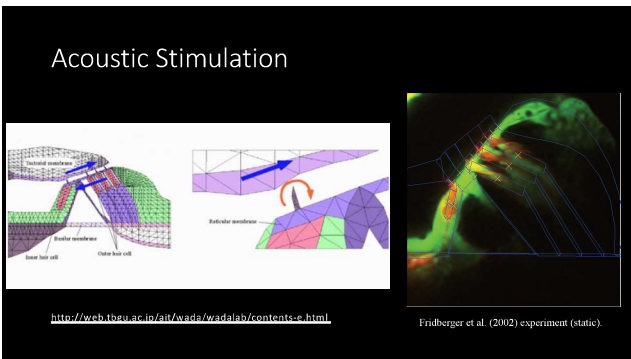 Acoustic Stimulation
Tectorial membrane
Reticular membrane
Basilar membrane
Inner hair cell
Outer hair cell
http://web.tbgu.ac.jp/ait/wada/wadalab/contents-e.html
Fridberger et al. (2002) experiment (static).